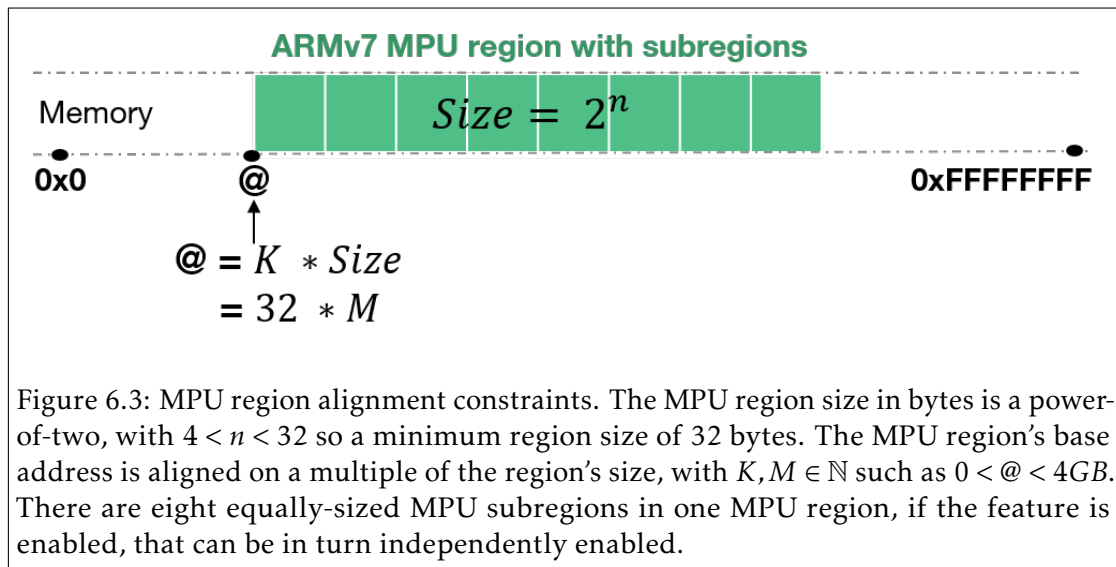 ARMv7 MPU region with subregions
Memory
Size = 2ⁿ
0x0
@
0xFFFFFFFF
@ = K * Size
= 32 * M
Figure 6.3: MPU region alignment constraints. The MPU region size in bytes is a power-
of-two, with 4 < n < 32 so a minimum region size of 32 bytes. The MPU region's base
address is aligned on a multiple of the region's size, with K, M ∈ ℕ such as 0 < @ < 4GB.
There are eight equally-sized MPU subregions in one MPU region, if the feature is
enabled, that can be in turn independently enabled.